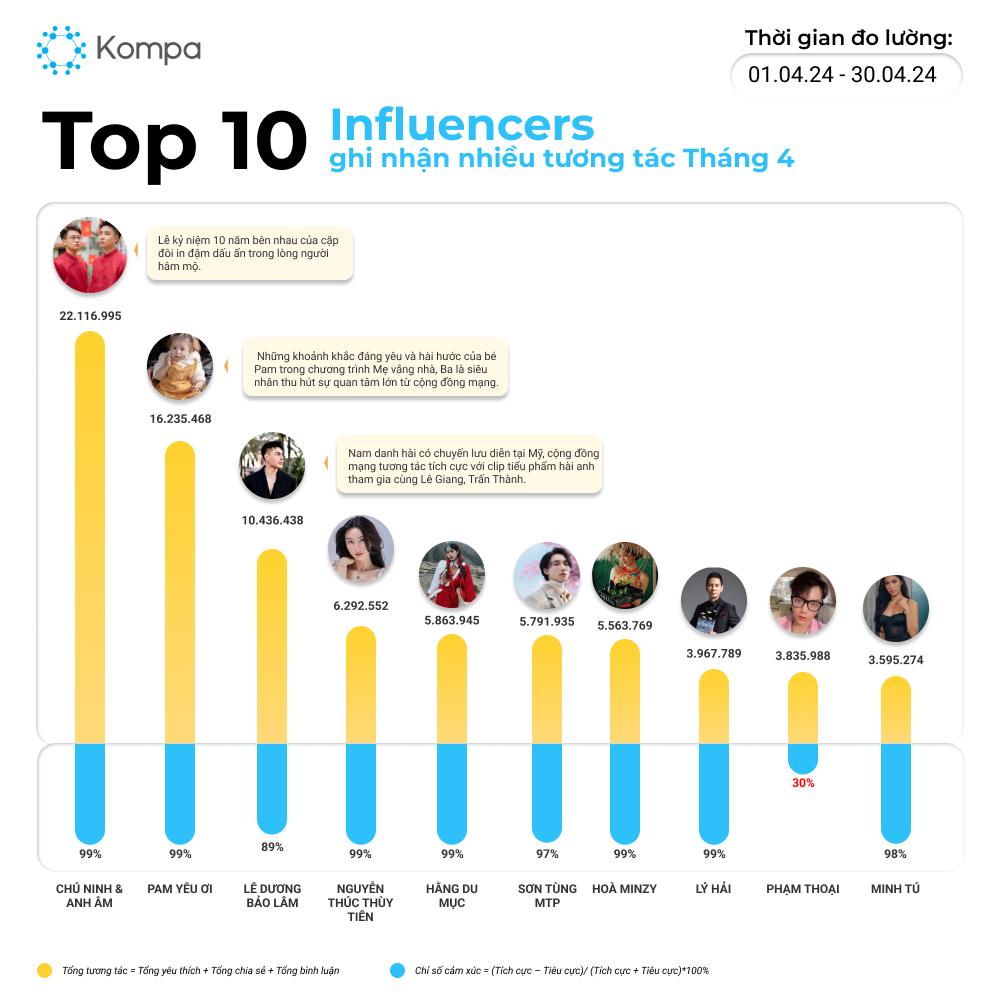 Kompa
Thời gian đo lường:
01.04.24 - 30.04.24
Top 10
Influencers
ghi nhận nhiều tương tác Tháng 4
Lễ kỷ niệm 10 năm bên nhau của cặp
đôi in đậm dấu ấn trong lòng người
hâm mộ.
22.116.995
Những khoảnh khắc đáng yêu và hài hước của bé
Pam trong chương trình Mẹ vắng nhà, Ba là siêu
nhân thu hút sự quan tâm lớn từ cộng đồng mạng.
16.235.468
Nam danh hài có chuyến lưu diễn tại Mỹ, cộng đồng
mạng tương tác tích cực với clip tiểu phẩm hài anh
tham gia cùng Lê Giang, Trấn Thành.
10.436.438
6.292.552
5.863.945
5.791.935
5.563.769
3.967.789
3.835.988
3.595.274
99%
99%
89%
99%
99%
97%
99%
99%
30%
98%
CHÚ NINH &
ANH ÂM
PAM YÊU ƠI
LÊ DƯƠNG
BẢO LÂM
NGUYỄN
THÚC THÙY
TIÊN
HẰNG DU
MỤC
SƠN TÙNG
MTP
HOÀ MINZY
LÝ HẢI
PHẠM THOẠI
MINH TÚ
Tổng tương tác = Tổng yêu thích + Tổng chia sẻ + Tổng bình luận
Chỉ số cảm xúc = (Tích cực – Tiêu cực)/ (Tích cực + Tiêu cực)*100%